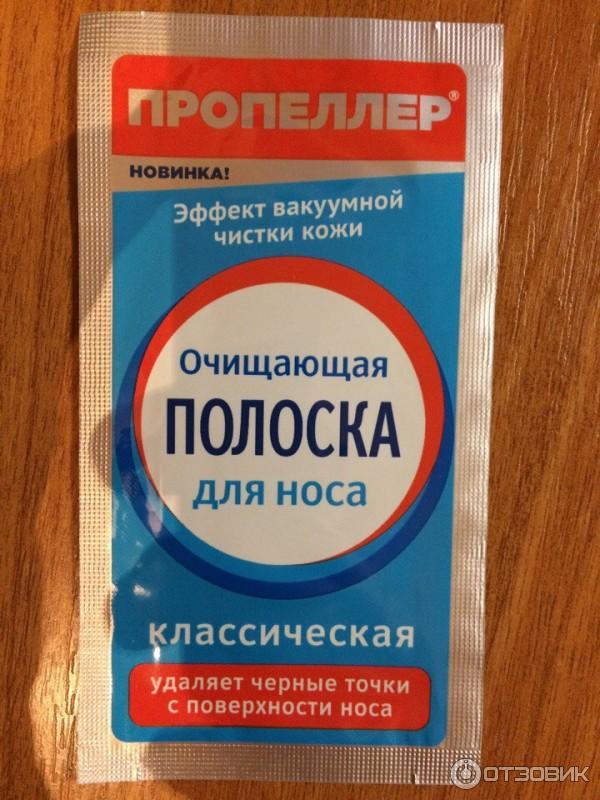 ПРОПЕЛЛЕР®
НОВИНКА!
Эффект вакуумной
чистки кожи
Очищающая
ПОЛОСКА
для носа
классическая
удаляет черные точки
с поверхности носа
ОТЗОВИК